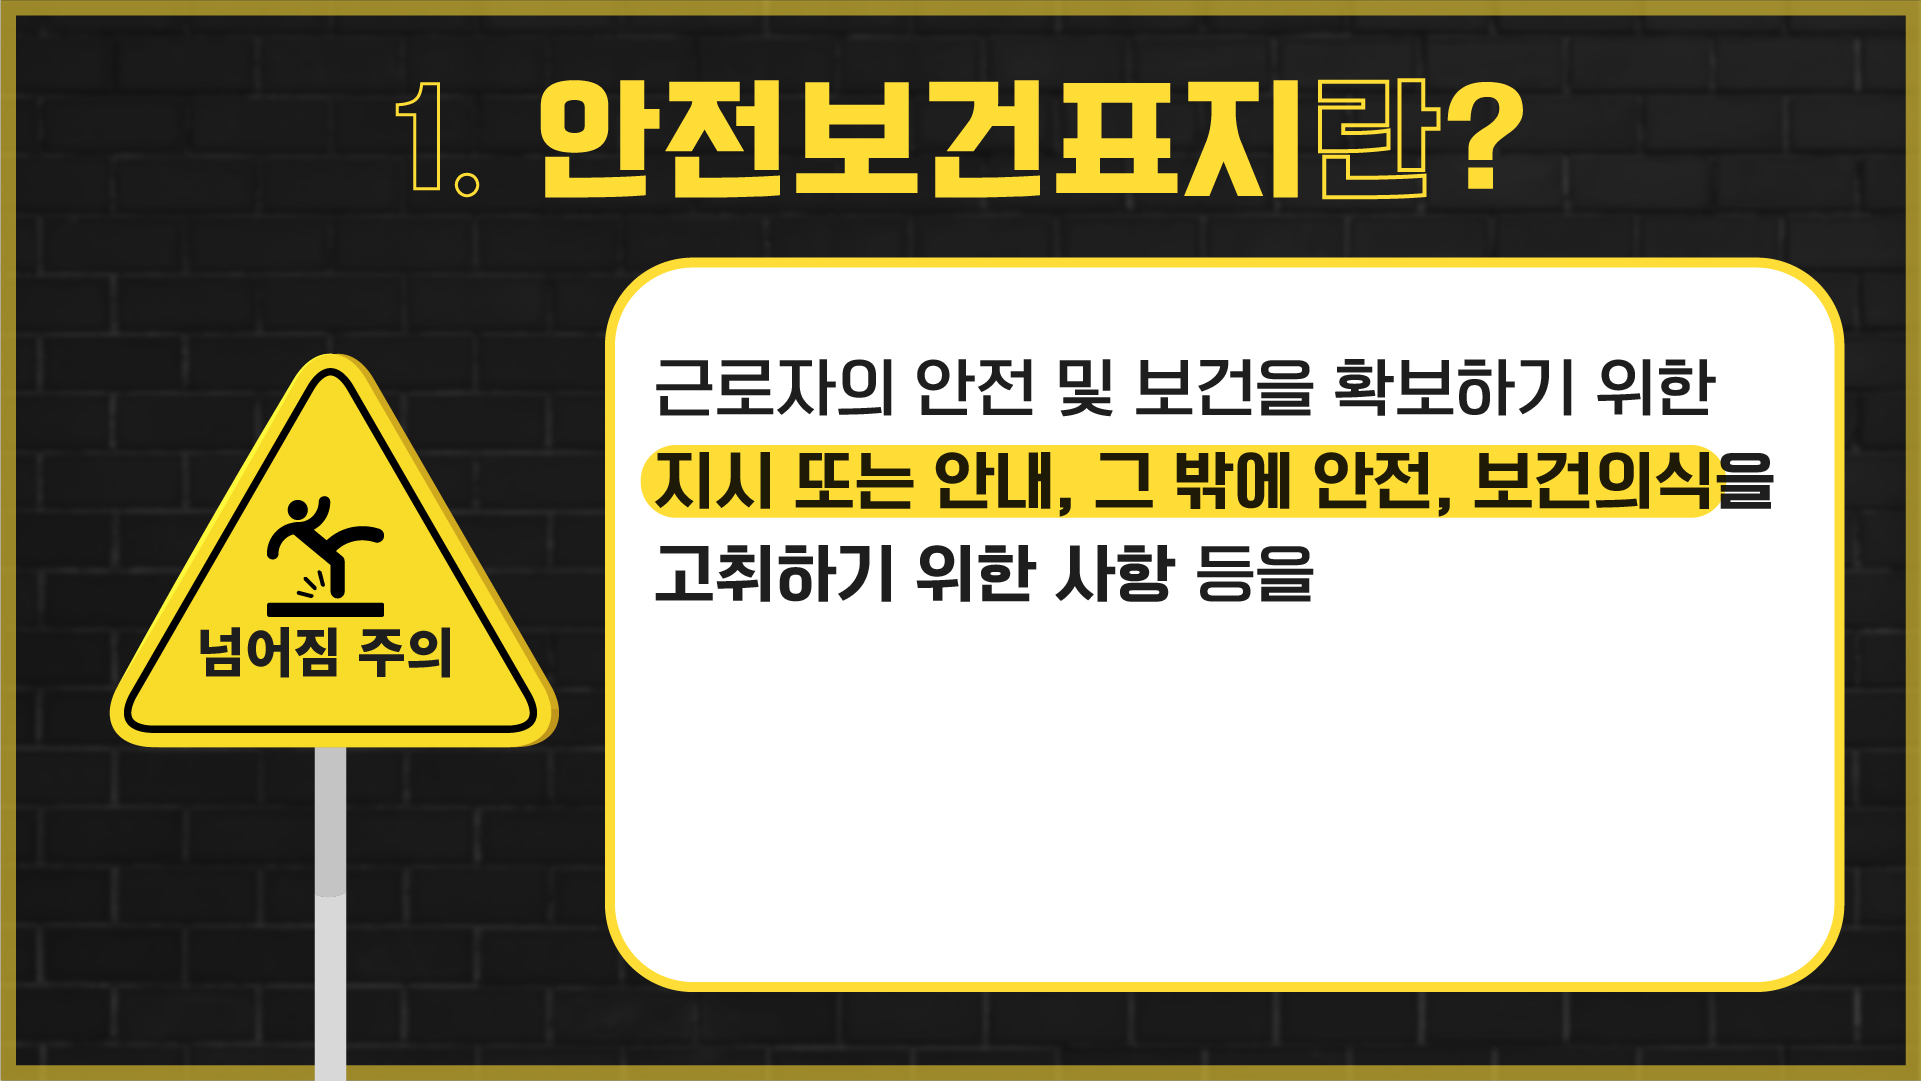 1. 안전보건표지란?
근로자의 안전 및 보건을 확보하기 위한
지시 또는 안내, 그 밖에 안전, 보건의식을
고취하기 위한 사항 등을
넘어짐 주의